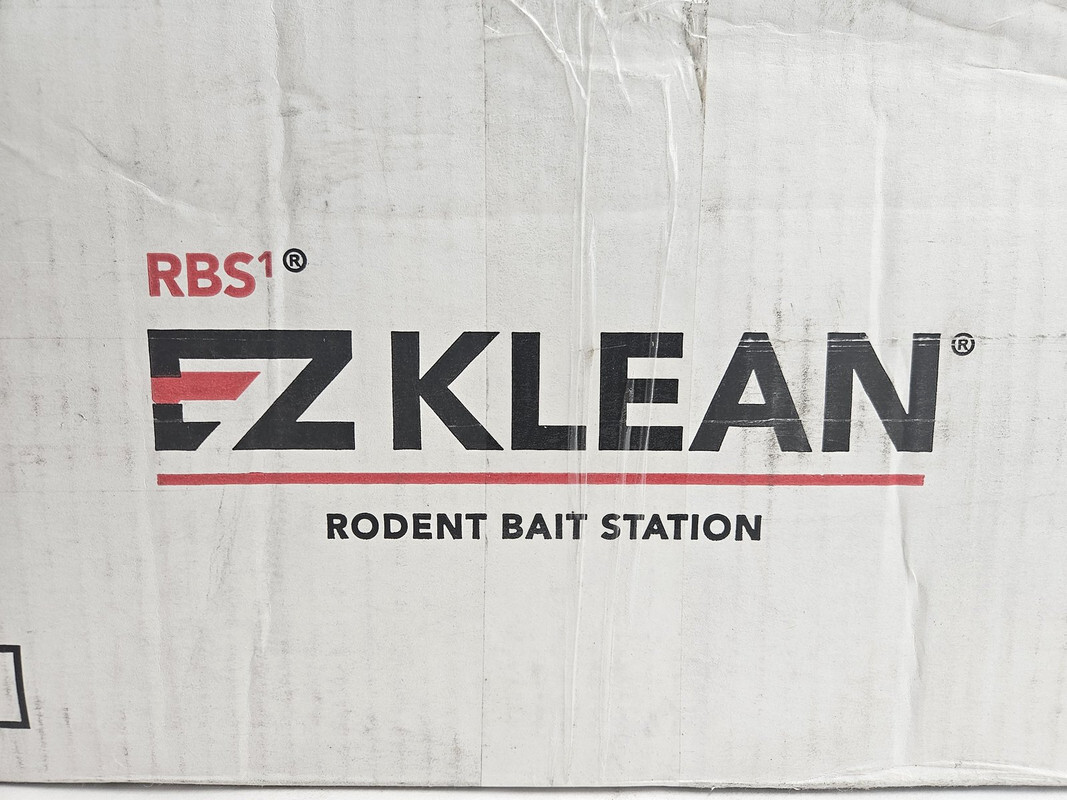 RBS¹®
EZ KLEAN®
RODENT BAIT STATION